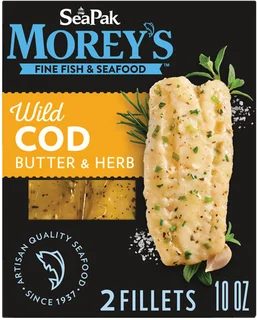 SeaPak
MOREY'S
FINE FISH & SEAFOOD
Wild
COD
BUTTER & HERB
ARTISAN QUALITY SEAFOOD
• SINCE 1937 •
2 FILLETS 10 OZ